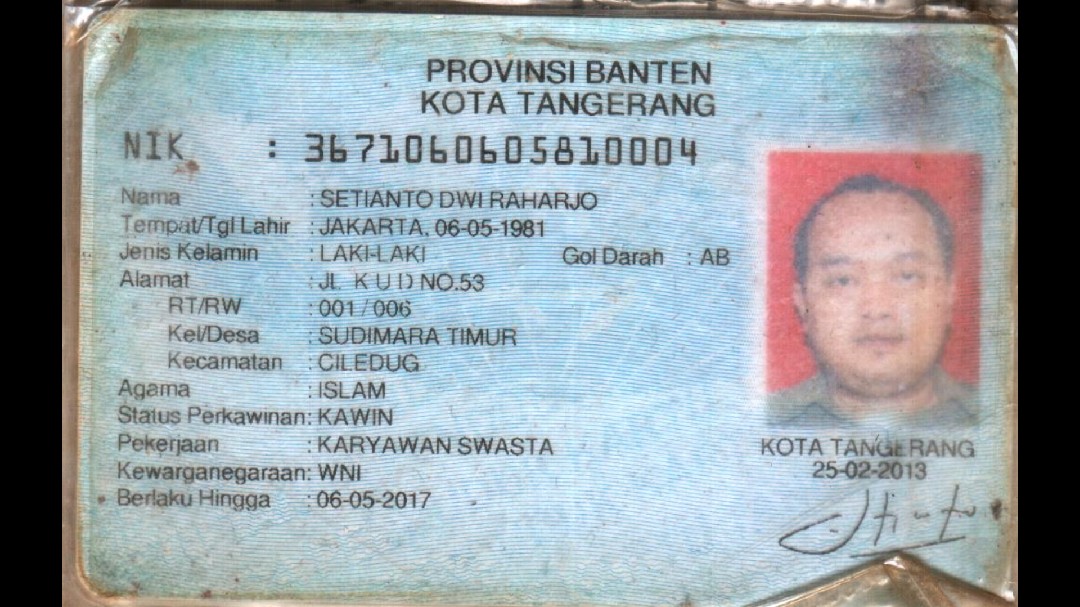 PROVINSI BANTEN
KOTA TANGERANG
NIK : 3671060605810004
Nama : SETIANTO DWI RAHARJO
Tempat/Tgl Lahir : JAKARTA, 06-05-1981
Jenis Kelamin : LAKI-LAKI Gol Darah : AB
Alamat : JL K U D NO.53
RT/RW : 001 / 006
Kel/Desa : SUDIMARA TIMUR
Kecamatan : CILEDUG
Agama : ISLAM
Status Perkawinan: KAWIN
Pekerjaan : KARYAWAN SWASTA
Kewarganegaraan: WNI
Berlaku Hingga : 06-05-2017
KOTA TANGERANG
25-02-2013